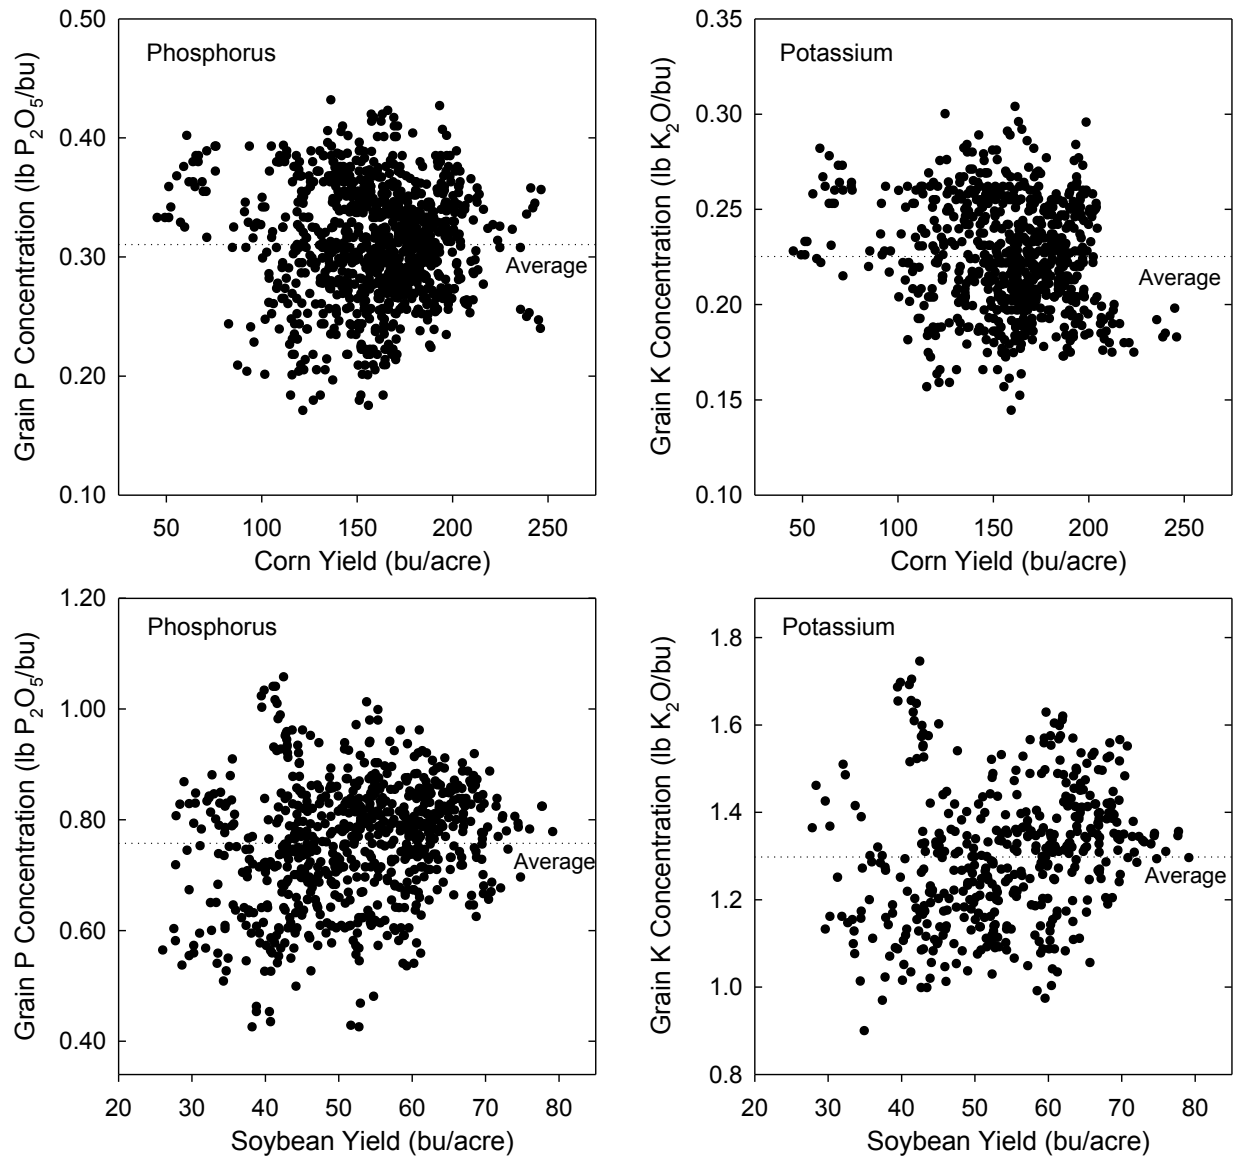 Phosphorus
0.50
0.40
0.30
0.20
0.10
Grain P Concentration (lb P₂O₅/bu)
Average
50 100 150 200 250
Corn Yield (bu/acre)
Potassium
0.35
0.30
0.25
0.20
0.15
0.10
Grain K Concentration (lb K₂O/bu)
Average
50 100 150 200 250
Corn Yield (bu/acre)
Phosphorus
1.20
1.00
0.80
0.60
0.40
Grain P Concentration (lb P₂O₅/bu)
Average
20 30 40 50 60 70 80
Soybean Yield (bu/acre)
Potassium
1.8
1.6
1.4
1.2
1.0
0.8
Grain K Concentration (lb K₂O/bu)
Average
20 30 40 50 60 70 80
Soybean Yield (bu/acre)